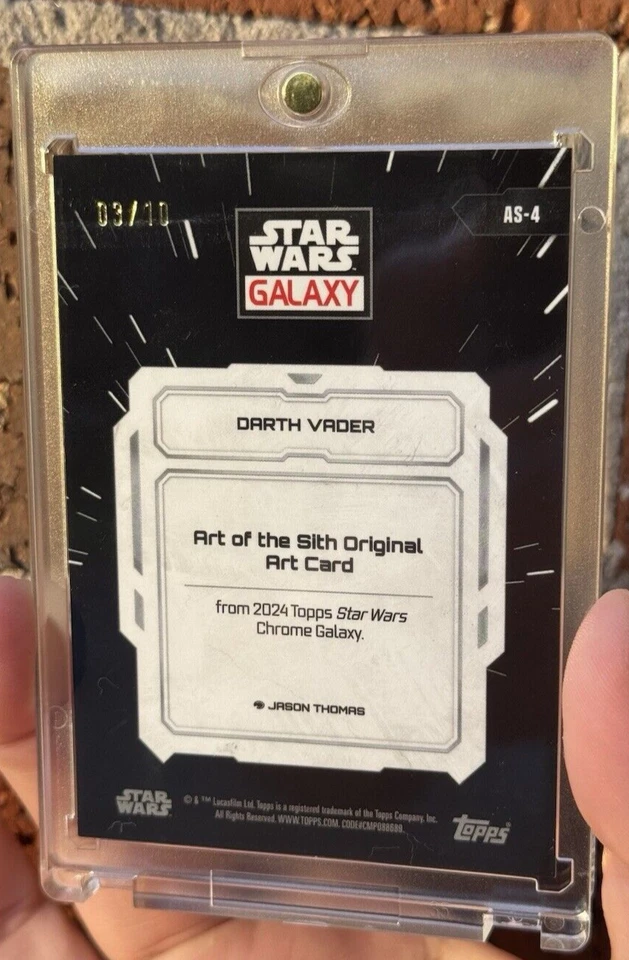 03/10
AS-4
STAR
WARS
GALAXY
DARTH VADER
Art of the Sith Original
Art Card
from 2024 Topps Star Wars
Chrome Galaxy.
JASON THOMAS
STAR
WARS
© & ™ Lucasfilm Ltd. Topps is a registered trademark of the Topps Company, Inc.
All Rights Reserved. WWW.TOPPS.COM.
topps®